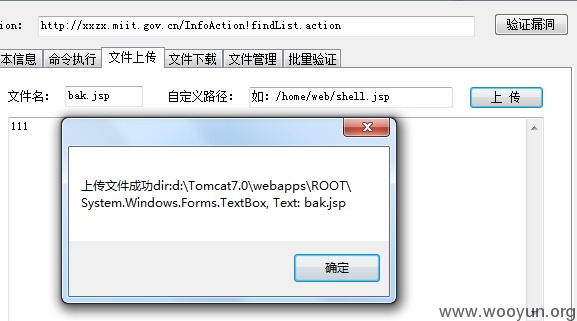 ion: http://xxzx.miit.gov.cn/InfoAction!findList.action 验证漏洞
本信息 命令执行 文件上传 文件下载 文件管理 批量验证
文件名: bak.jsp 自定义路径: 如: /home/web/shell.jsp 上 传
111
上传文件成功dir:d:\Tomcat7.0\webapps\ROOT\
System.Windows.Forms.TextBox, Text: bak.jsp
确定
www.wooyun.org